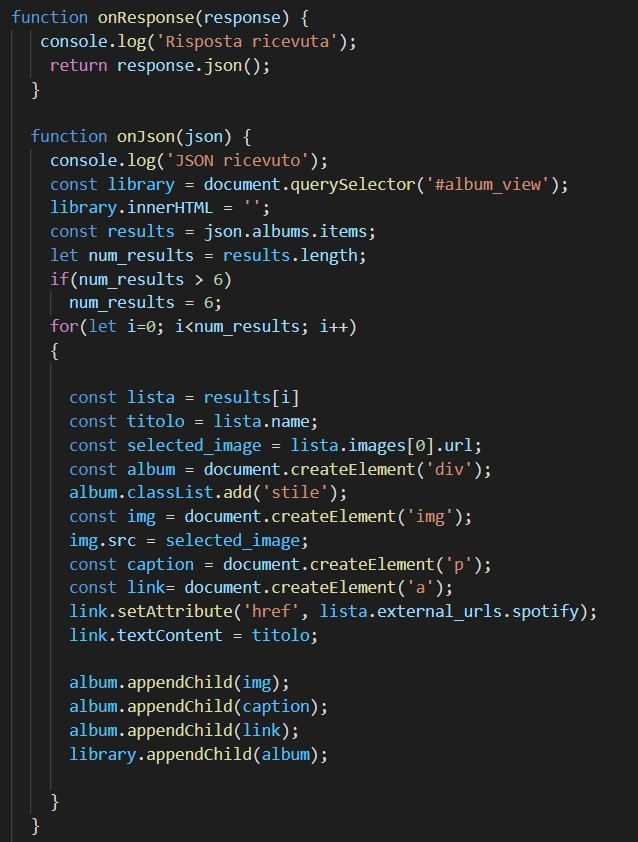 function onResponse(response) {
console.log('Risposta ricevuta');
return response.json();
}
function onJson(json) {
console.log('JSON ricevuto');
const library = document.querySelector('#album_view');
library.innerHTML = '';
const results = json.albums.items;
let num_results = results.length;
if(num_results > 6)
num_results = 6;
for(let i=0; i<num_results; i++)
{
const lista = results[i]
const titolo = lista.name;
const selected_image = lista.images[0].url;
const album = document.createElement('div');
album.classList.add('stile');
const img = document.createElement('img');
img.src = selected_image;
const caption = document.createElement('p');
const link= document.createElement('a');
link.setAttribute('href', lista.external_urls.spotify);
link.textContent = titolo;
album.appendChild(img);
album.appendChild(caption);
album.appendChild(link);
library.appendChild(album);
}
}